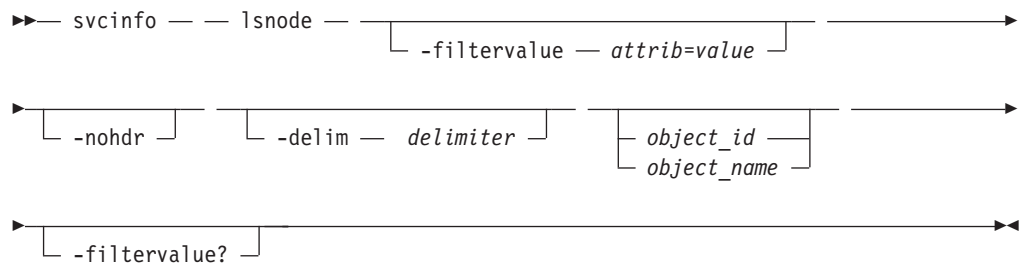 svcinfo lsnode -filtervalue attrib=value
-nohdr -delim delimiter object_id
object_name
-filtervalue?